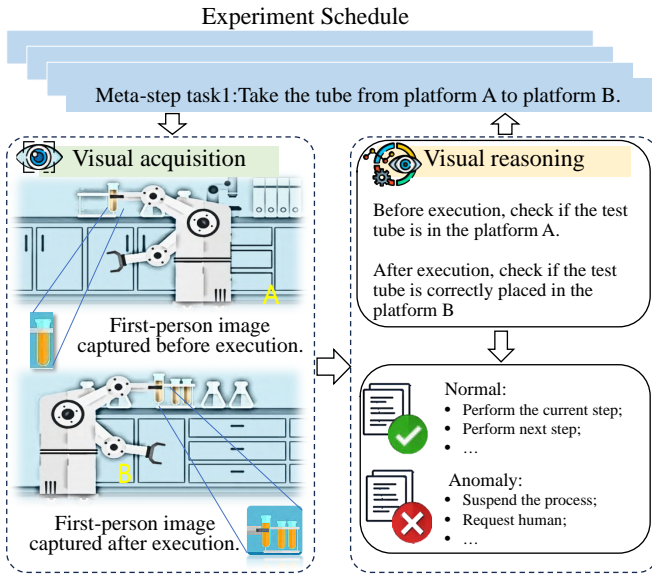 Experiment Schedule
Meta-step task1:Take the tube from platform A to platform B.
Visual acquisition
A
First-person image
captured before execution.
B
First-person image
captured after execution.
Visual reasoning
Before execution, check if the test
tube is in the platform A.
After execution, check if the test
tube is correctly placed in the
platform B
Normal:
• Perform the current step;
• Perform next step;
• …
Anomaly:
• Suspend the process;
• Request human;
• …